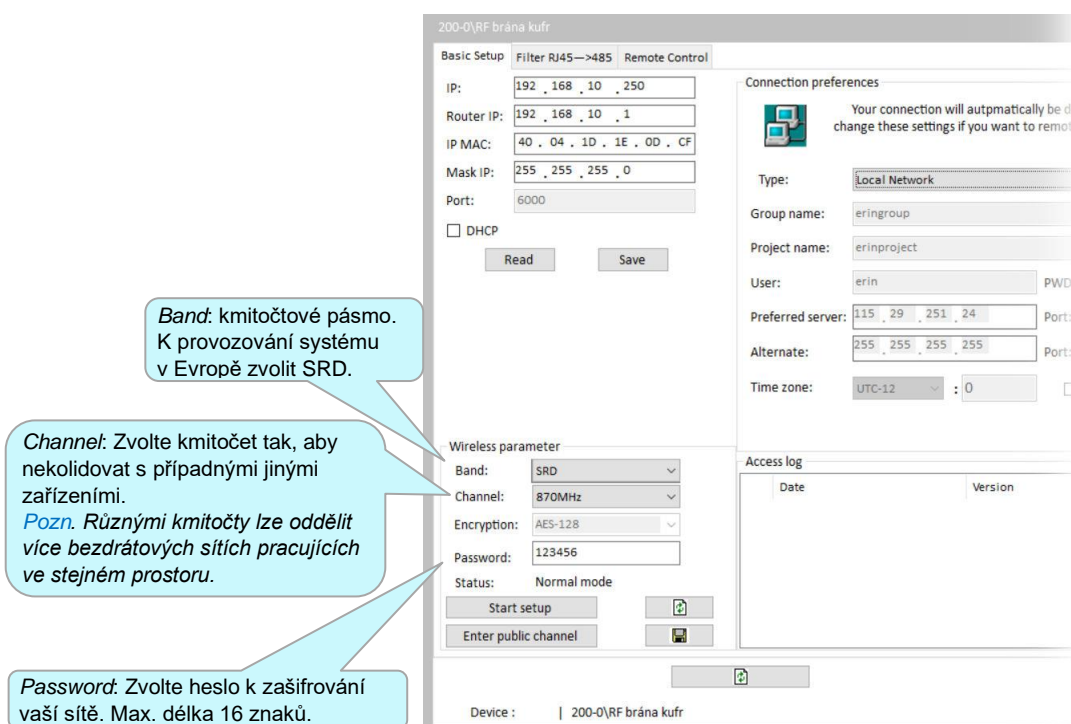 200-0\RF brána kufr
Basic Setup Filter RJ45—>485 Remote Control
IP: 192 . 168 . 10 . 250
Router IP: 192 . 168 . 10 . 1
IP MAC: 40 . 04 . 1D . 1E . 0D . CF
Mask IP: 255 . 255 . 255 . 0
Port: 6000
DHCP
Read Save
Connection preferences
Your connection will autpmatically be d
change these settings if you want to remo
Type: Local Network
Group name: eringroup
Project name: erinproject
User: erin PWD
Preferred server: 115 . 29 . 251 . 24 Port:
Alternate: 255 . 255 . 255 . 255 Port:
Time zone: UTC-12 : 0
Band: kmitočtové pásmo.
K provozování systému
v Evropě zvolit SRD.
Channel: Zvolte kmitočet tak, aby
nekolidovat s případnými jinými
zařízeními.
Pozn. Různými kmitočty lze oddělit
více bezdrátových sítích pracujících
ve stejném prostoru.
Password: Zvolte heslo k zašifrování
vaší sítě. Max. délka 16 znaků.
Wireless parameter
Band: SRD
Channel: 870MHz
Encryption: AES-128
Password: 123456
Status: Normal mode
Start setup
Enter public channel
Access log
Date Version
Device : | 200-0\RF brána kufr